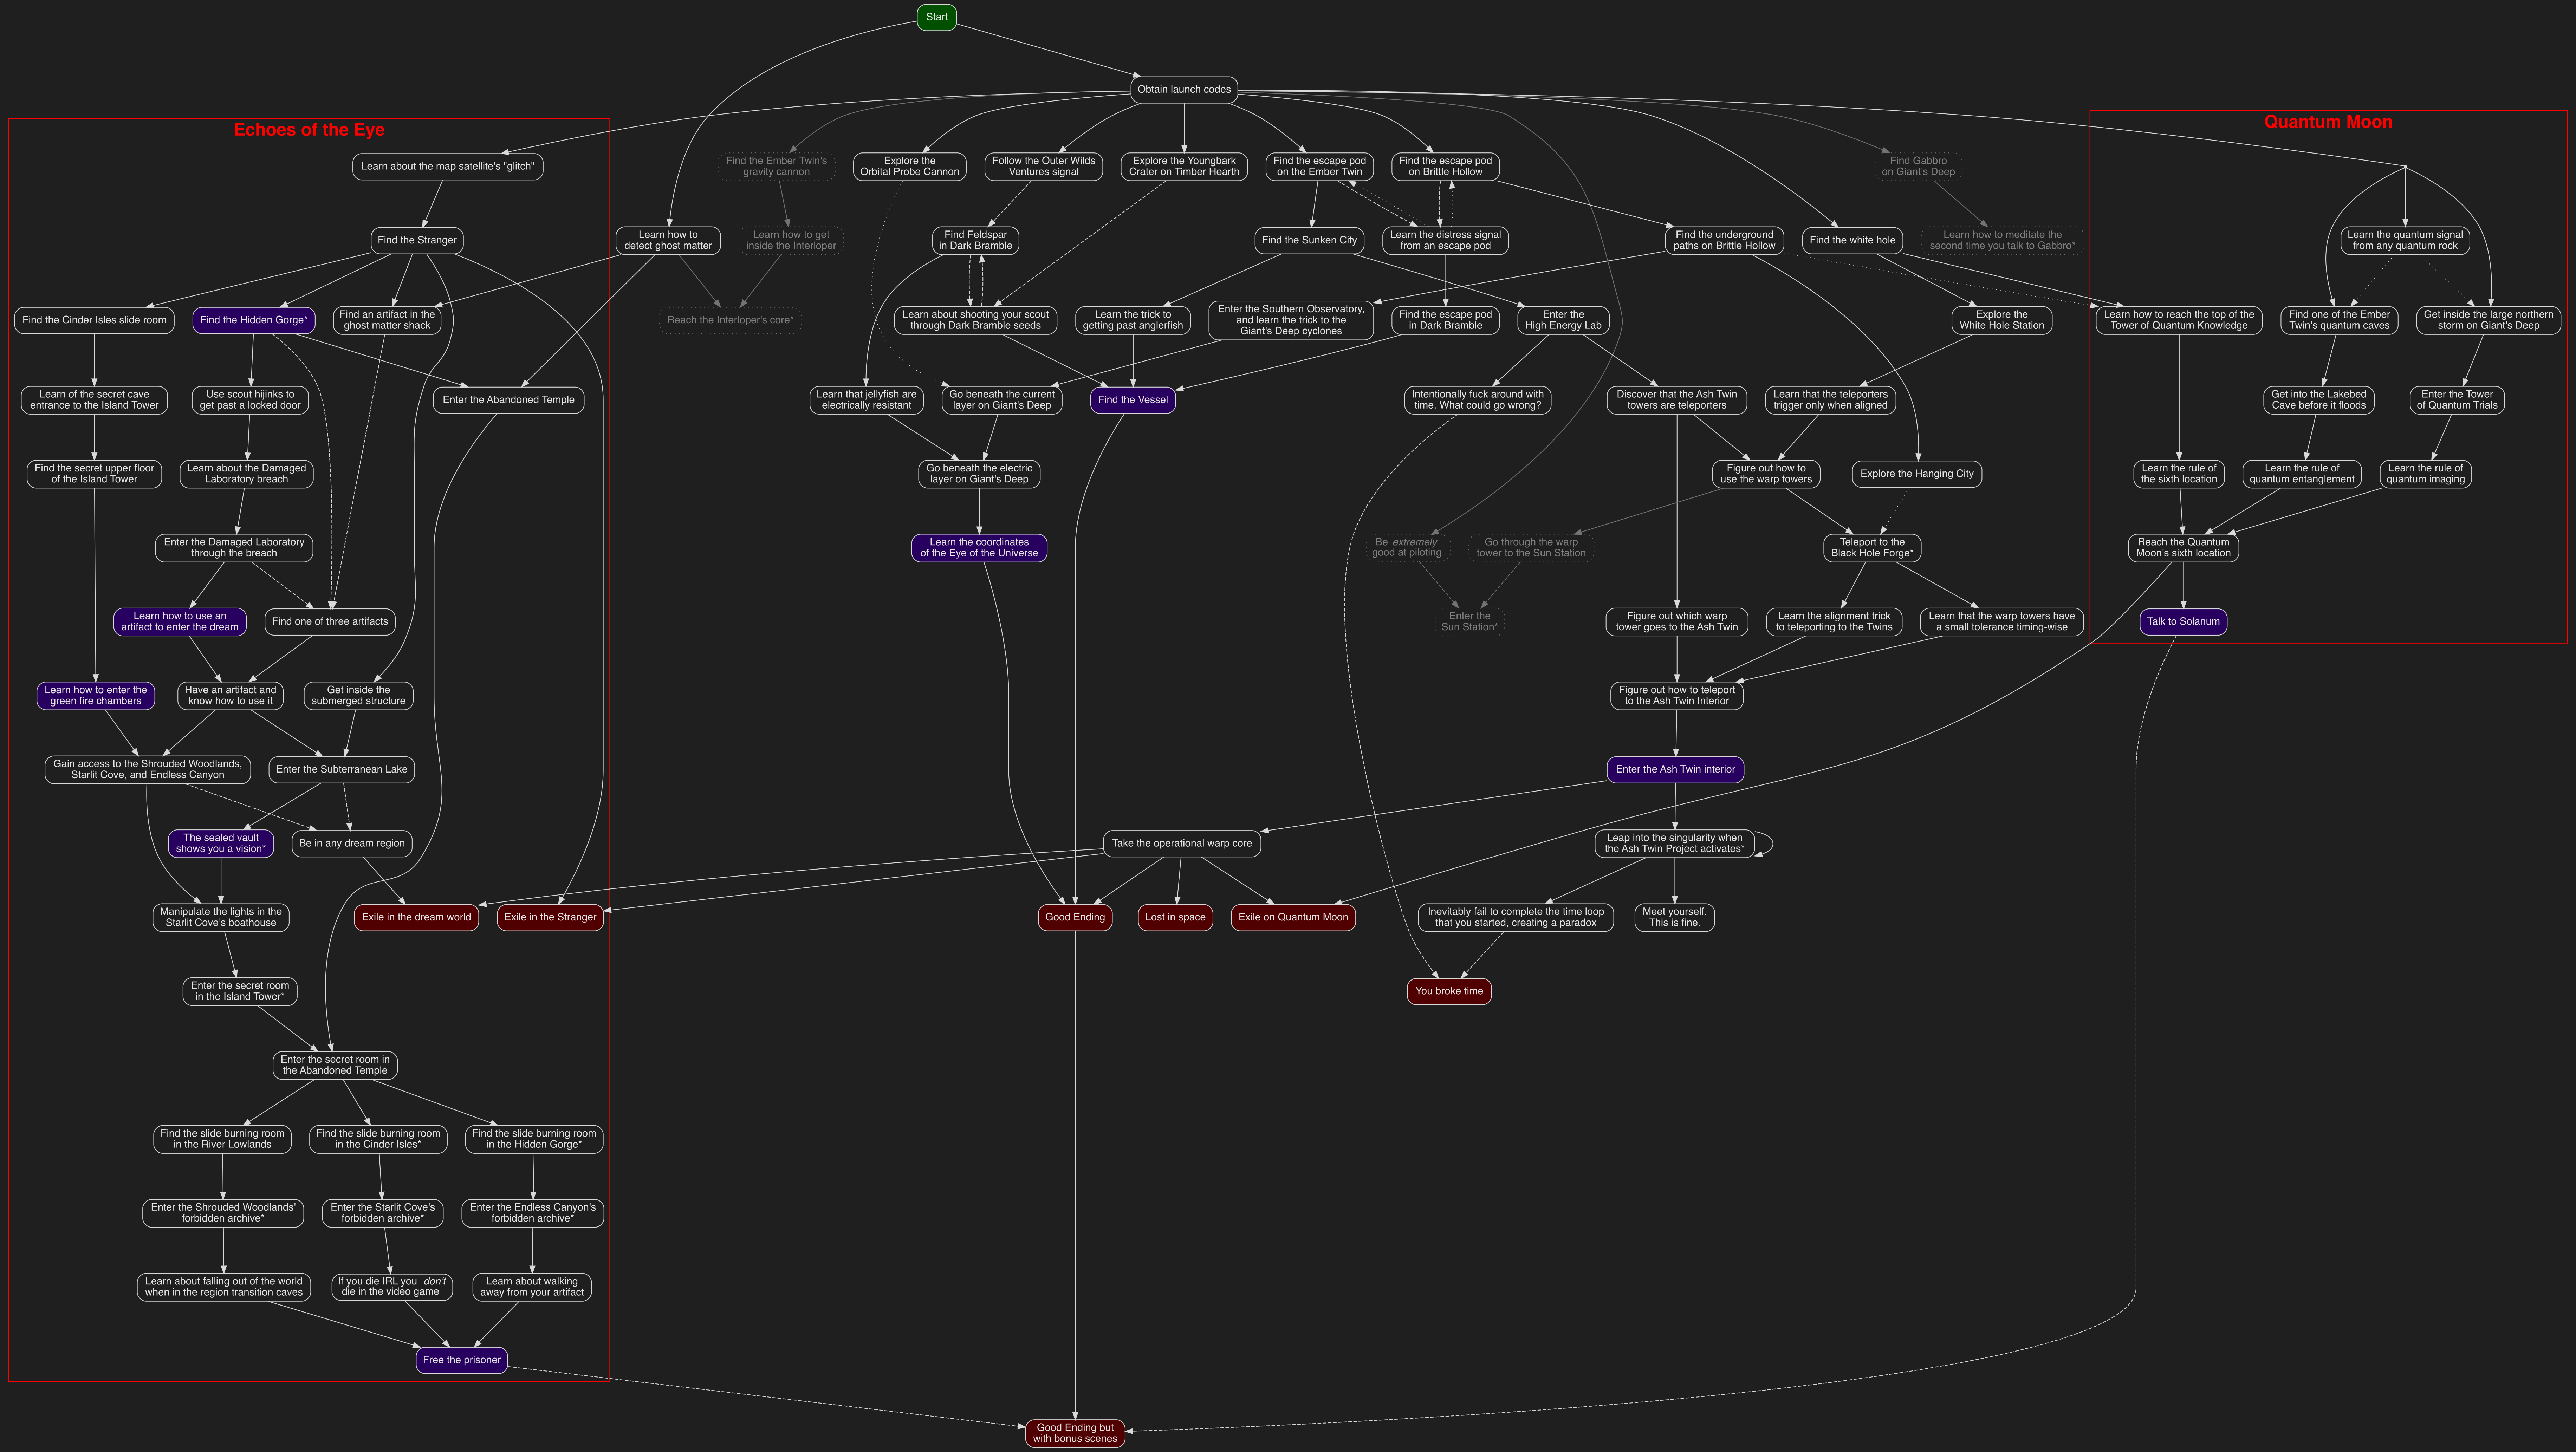 Start
Obtain launch codes
Echoes of the Eye
Quantum Moon
Learn about the map satellite's "glitch"
Find the Ember Twin's
gravity cannon
Explore the
Orbital Probe Cannon
Follow the Outer Wilds
Ventures signal
Explore the Youngbark
Crater on Timber Hearth
Find the escape pod
on the Ember Twin
Find the escape pod
on Brittle Hollow
Find Gabbro
on Giant's Deep
Find the Stranger
Learn how to
detect ghost matter
Learn how to get
inside the Interloper
Find Feldspar
in Dark Bramble
Find the Sunken City
Learn the distress signal
from an escape pod
Find the underground
paths on Brittle Hollow
Find the white hole
Learn how to meditate the
second time you talk to Gabbro*
Learn the quantum signal
from any quantum rock
Find the Cinder Isles slide room
Find the Hidden Gorge*
Find an artifact in the
ghost matter shack
Reach the Interloper's core*
Learn about shooting your scout
through Dark Bramble seeds
Learn the trick to
getting past anglerfish
Enter the Southern Observatory,
and learn the trick to the
Giant's Deep cyclones
Find the escape pod
in Dark Bramble
Enter the
High Energy Lab
Explore the
White Hole Station
Learn how to reach the top of the
Tower of Quantum Knowledge
Find one of the Ember
Twin's quantum caves
Get inside the large northern
storm on Giant's Deep
Learn of the secret cave
entrance to the Island Tower
Use scout hijinks to
get past a locked door
Enter the Abandoned Temple
Learn that jellyfish are
electrically resistant
Go beneath the current
layer on Giant's Deep
Find the Vessel
Intentionally fuck around with
time. What could go wrong?
Discover that the Ash Twin
towers are teleporters
Learn that the teleporters
trigger only when aligned
Get into the Lakebed
Cave before it floods
Enter the Tower
of Quantum Trials
Find the secret upper floor
of the Island Tower
Learn about the Damaged
Laboratory breach
Go beneath the electric
layer on Giant's Deep
Figure out how to
use the warp towers
Explore the Hanging City
Learn the rule of
the sixth location
Learn the rule of
quantum entanglement
Learn the rule of
quantum imaging
Enter the Damaged Laboratory
through the breach
Learn the coordinates
of the Eye of the Universe
Be extremely
good at piloting
Go through the warp
tower to the Sun Station
Teleport to the
Black Hole Forge*
Reach the Quantum
Moon's sixth location
Learn how to use an
artifact to enter the dream
Find one of three artifacts
Enter the
Sun Station*
Figure out which warp
tower goes to the Ash Twin
Learn the alignment trick
to teleporting to the Twins
Learn that the warp towers have
a small tolerance timing-wise
Talk to Solanum
Learn how to enter the
green fire chambers
Have an artifact and
know how to use it
Get inside the
submerged structure
Figure out how to teleport
to the Ash Twin Interior
Gain access to the Shrouded Woodlands,
Starlit Cove, and Endless Canyon
Enter the Subterranean Lake
Enter the Ash Twin interior
The sealed vault
shows you a vision*
Be in any dream region
Take the operational warp core
Leap into the singularity when
the Ash Twin Project activates*
Manipulate the lights in the
Starlit Cove's boathouse
Exile in the dream world
Exile in the Stranger
Good Ending
Lost in space
Exile on Quantum Moon
Inevitably fail to complete the time loop
that you started, creating a paradox
Meet yourself.
This is fine.
Enter the secret room
in the Island Tower*
You broke time
Enter the secret room in
the Abandoned Temple
Find the slide burning room
in the River Lowlands
Find the slide burning room
in the Cinder Isles*
Find the slide burning room
in the Hidden Gorge*
Enter the Shrouded Woodlands'
forbidden archive*
Enter the Starlit Cove's
forbidden archive*
Enter the Endless Canyon's
forbidden archive*
Learn about falling out of the world
when in the region transition caves
If you die IRL you don't
die in the video game
Learn about walking
away from your artifact
Free the prisoner
Good Ending but
with bonus scenes